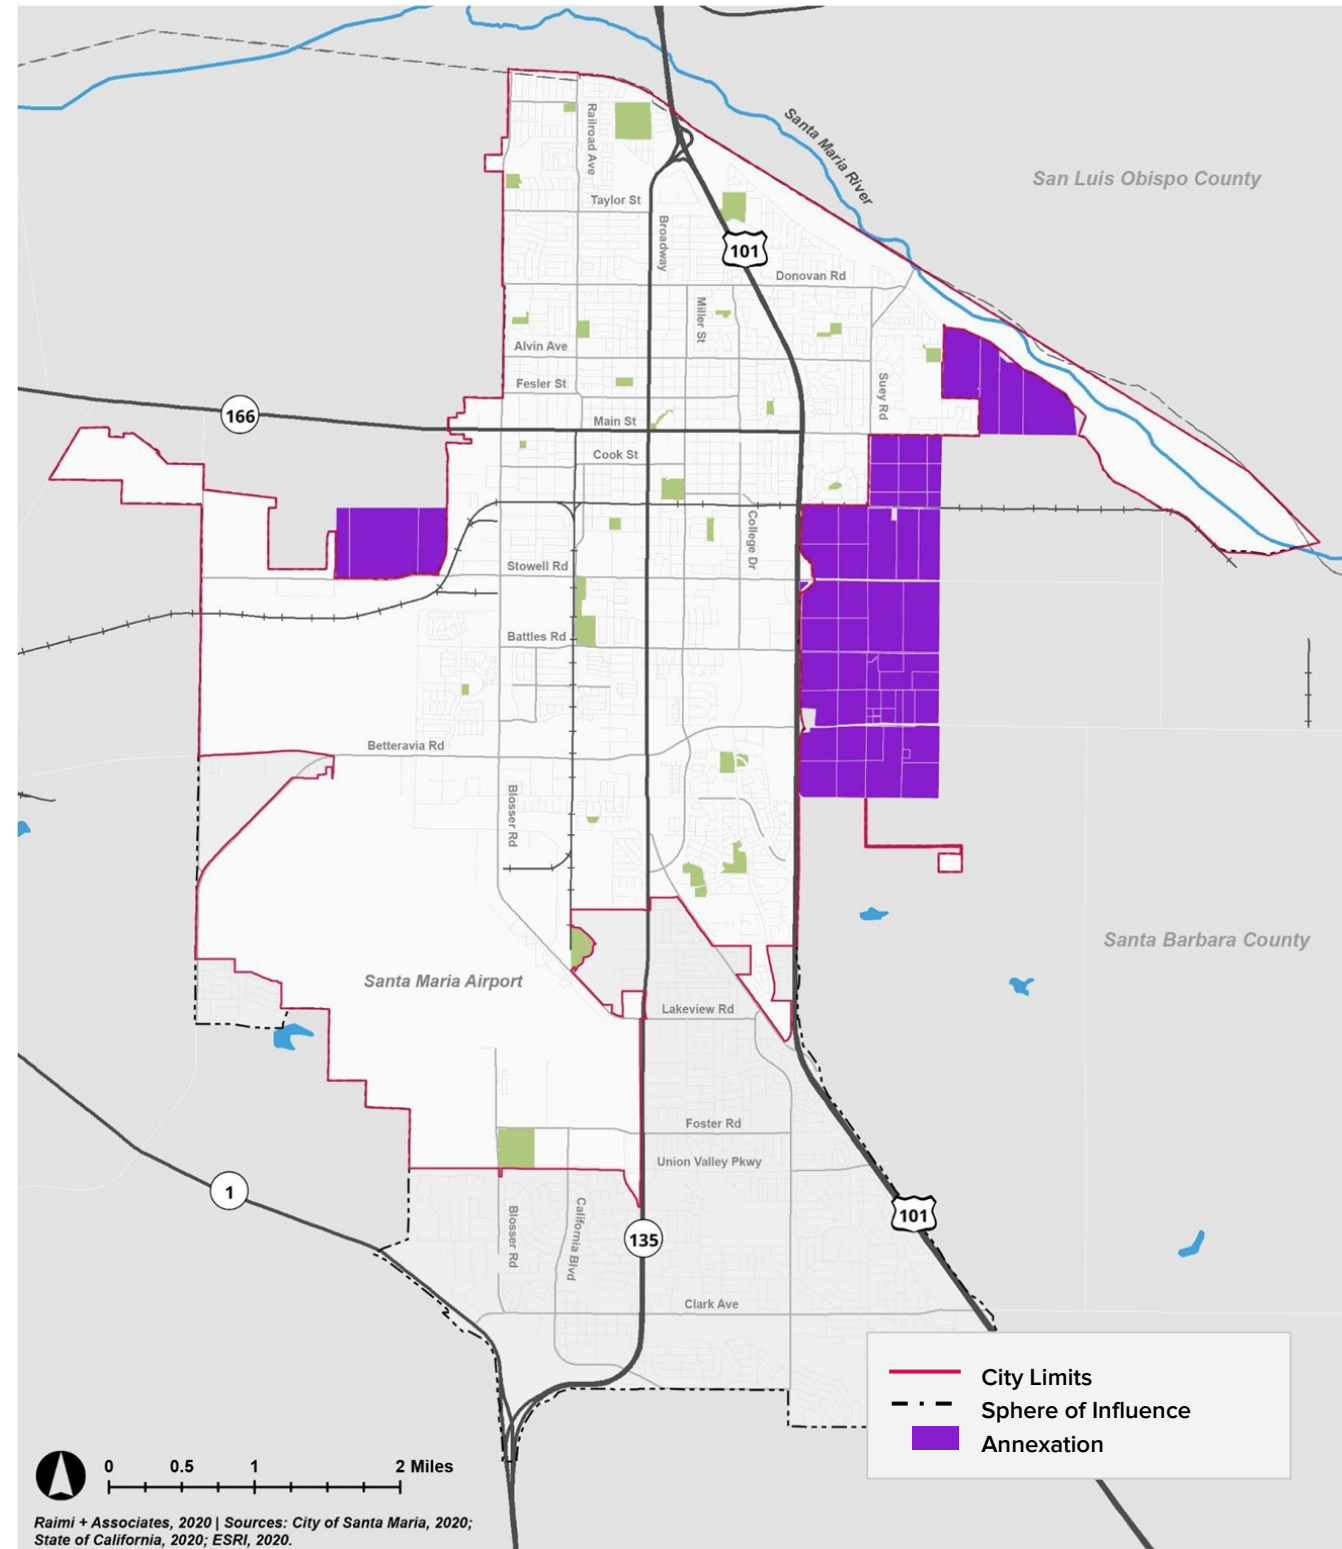 Railroad Ave
Santa Maria River
San Luis Obispo County
Taylor St
Broadway
101
Donovan Rd
Miller St
Alvin Ave
Fesler St
Suey Rd
166
Main St
Cook St
College Dr
Stowell Rd
Battles Rd
Betteravia Rd
Blosser Rd
Santa Barbara County
Santa Maria Airport
Lakeview Rd
Foster Rd
Union Valley Pkwy
1
101
Blosser Rd
California Blvd
135
Clark Ave
City Limits
Sphere of Influence
Annexation
0 0.5 1 2 Miles
Raimi + Associates, 2020 | Sources: City of Santa Maria, 2020;
State of California, 2020; ESRI, 2020.